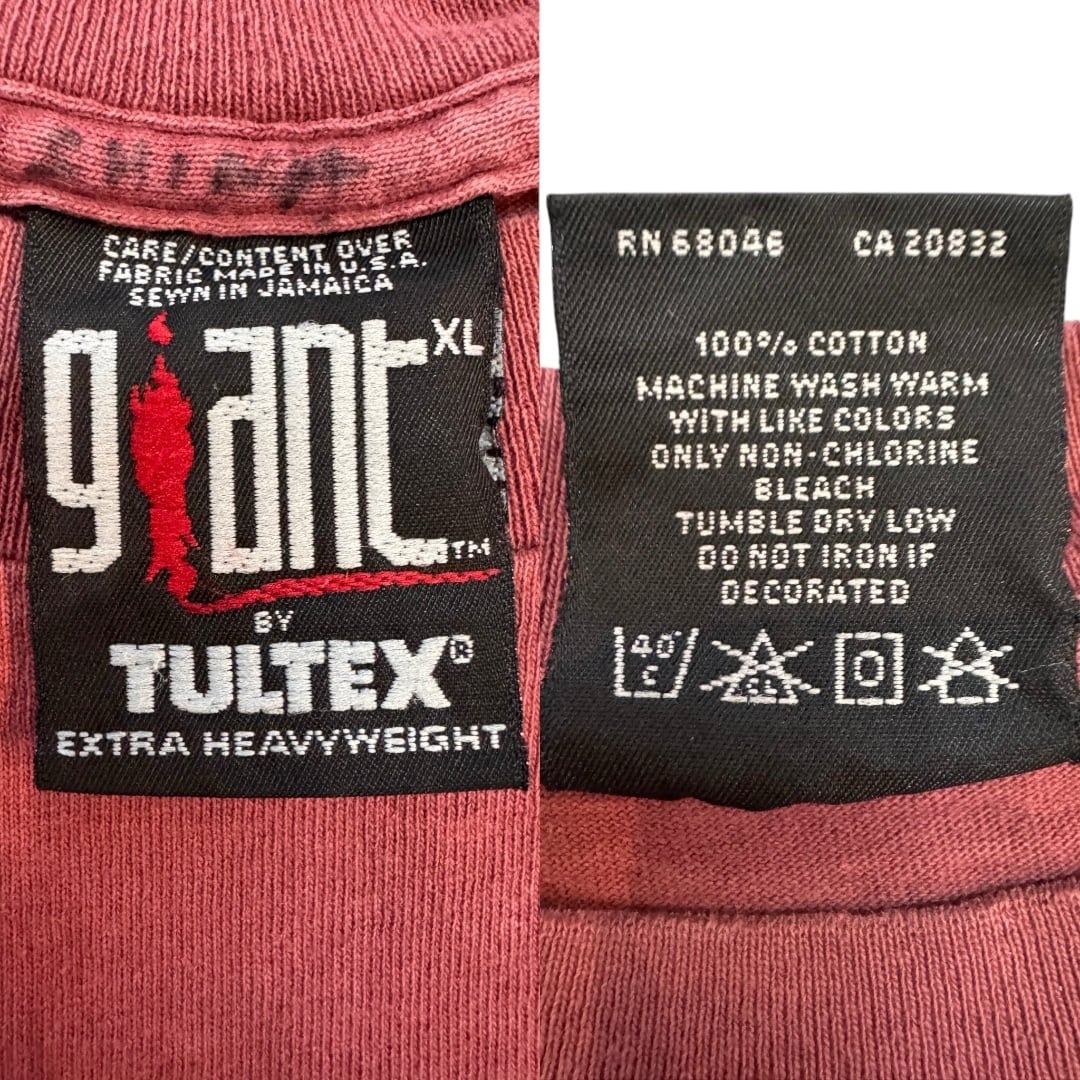 CARE/CONTENT OVER
FABRIC MADE IN U.S.A.
SEWN IN JAMAICA
giant XL
TM
BY
TULTEX®
EXTRA HEAVYWEIGHT
RN 68046 CA 20832
100% COTTON
MACHINE WASH WARM
WITH LIKE COLORS
ONLY NON-CHLORINE
BLEACH
TUMBLE DRY LOW
DO NOT IRON IF
DECORATED
40
C
CL